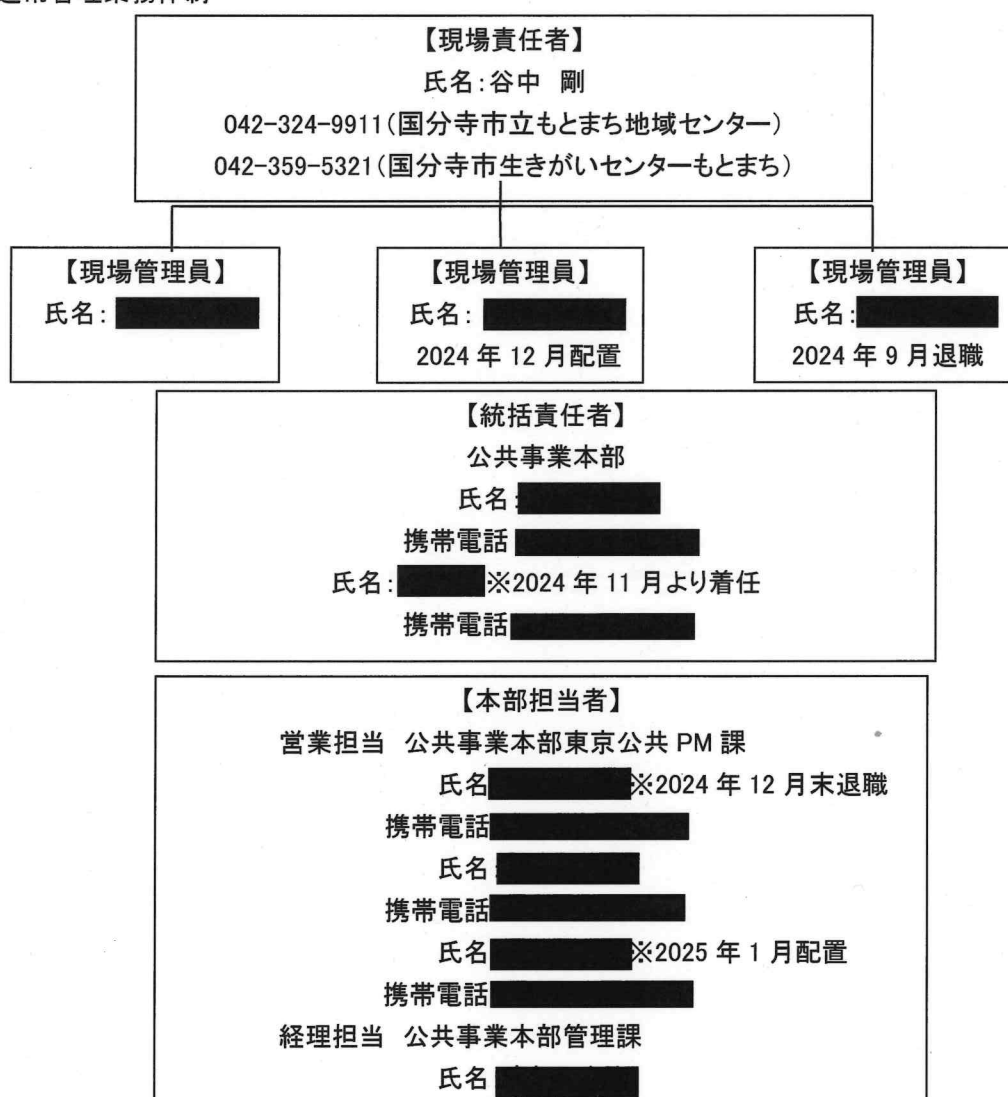 【現場責任者】
氏名:谷中 剛
042-324-9911(国分寺市立もとまち地域センター)
042-359-5321(国分寺市生きがいセンターもとまち)
【現場管理員】
氏名:
【現場管理員】
氏名:
2024年12月配置
【現場管理員】
氏名:
2024年9月退職
【統括責任者】
公共事業本部
氏名:
携帯電話
氏名: ※2024年11月より着任
携帯電話
【本部担当者】
営業担当 公共事業本部東京公共PM課
氏名 ※2024年12月末退職
携帯電話
氏名
携帯電話
氏名 ※2025年1月配置
携帯電話
経理担当 公共事業本部管理課
氏名